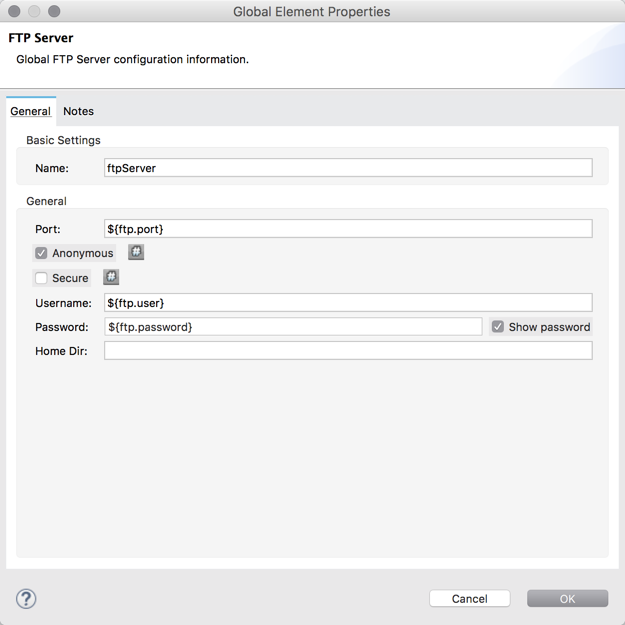 Global Element Properties
FTP Server
Global FTP Server configuration information.
General Notes
Basic Settings
Name: ftpServer
General
Port: ${ftp.port}
Anonymous #
Secure #
Username: ${ftp.user}
Password: ${ftp.password} Show password
Home Dir:
? Cancel OK